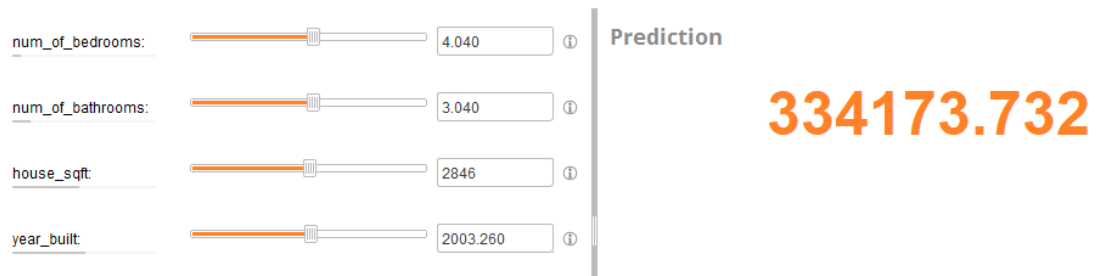 num_of_bedrooms: 4.040
num_of_bathrooms: 3.040
house_sqft: 2846
year_built: 2003.260
Prediction
334173.732